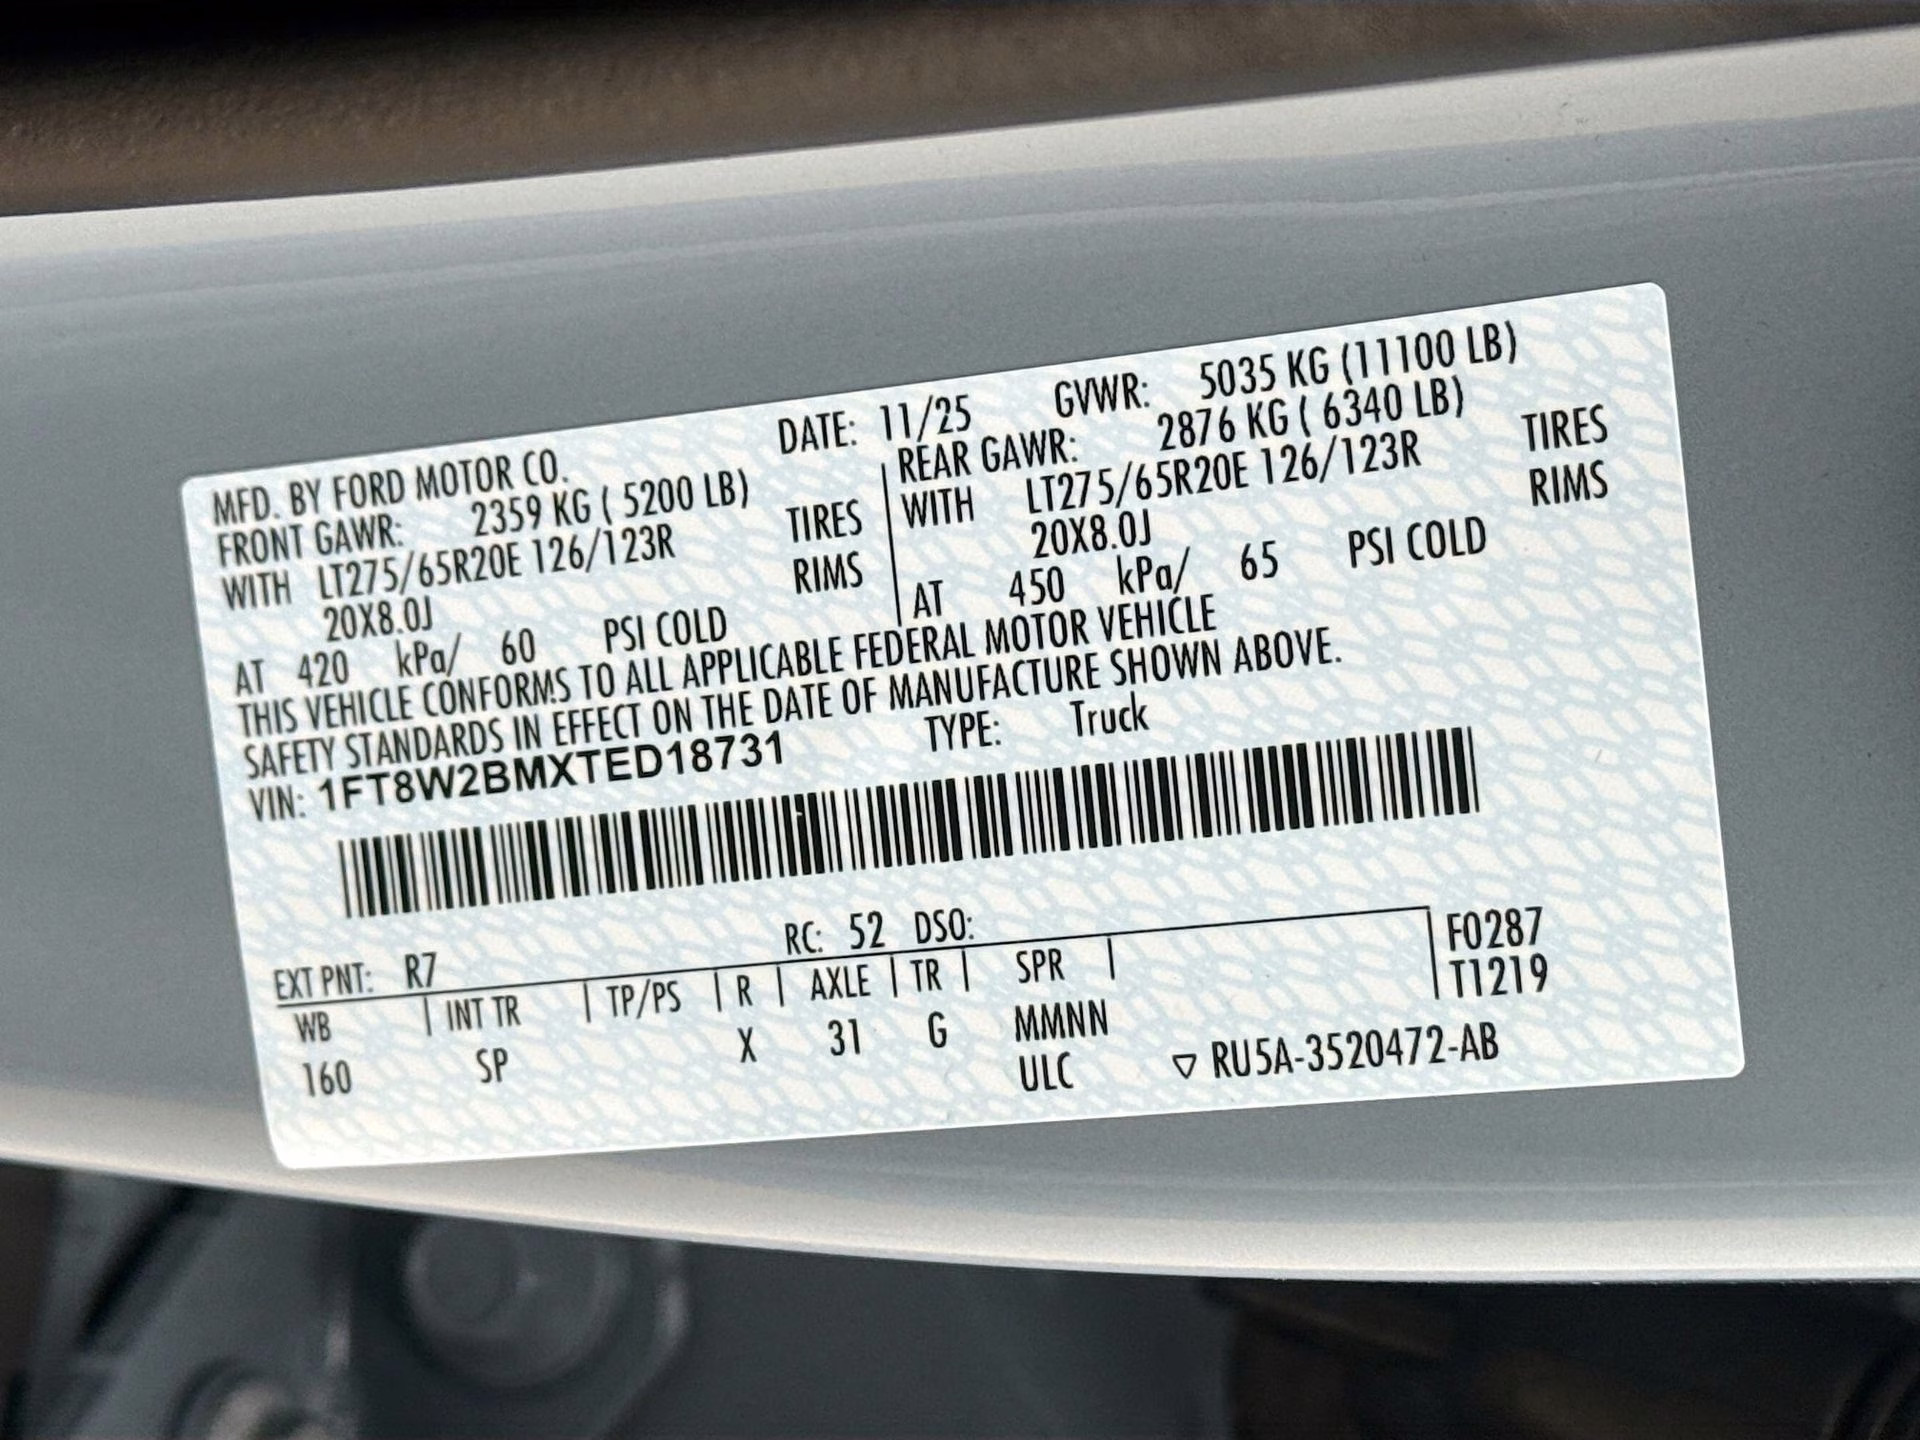 MFD. BY FORD MOTOR CO. DATE: 11/25 GVWR: 5035 KG (11100 LB)
FRONT GAWR: 2359 KG ( 5200 LB) REAR GAWR: 2876 KG ( 6340 LB)
WITH LT275/65R20E 126/123R TIRES WITH LT275/65R20E 126/123R TIRES
20X8.0J RIMS 20X8.0J RIMS
AT 420 kPa/ 60 PSI COLD AT 450 kPa/ 65 PSI COLD
THIS VEHICLE CONFORMS TO ALL APPLICABLE FEDERAL MOTOR VEHICLE
SAFETY STANDARDS IN EFFECT ON THE DATE OF MANUFACTURE SHOWN ABOVE.
VIN: 1FT8W2BMXTED18731 TYPE: Truck
EXT PNT: R7 RC: 52 DSO: F0287
WB INT TR TP/PS R AXLE TR SPR T1219
160 SP X 31 G MMNN
ULC ▽ RU5A-3520472-AB